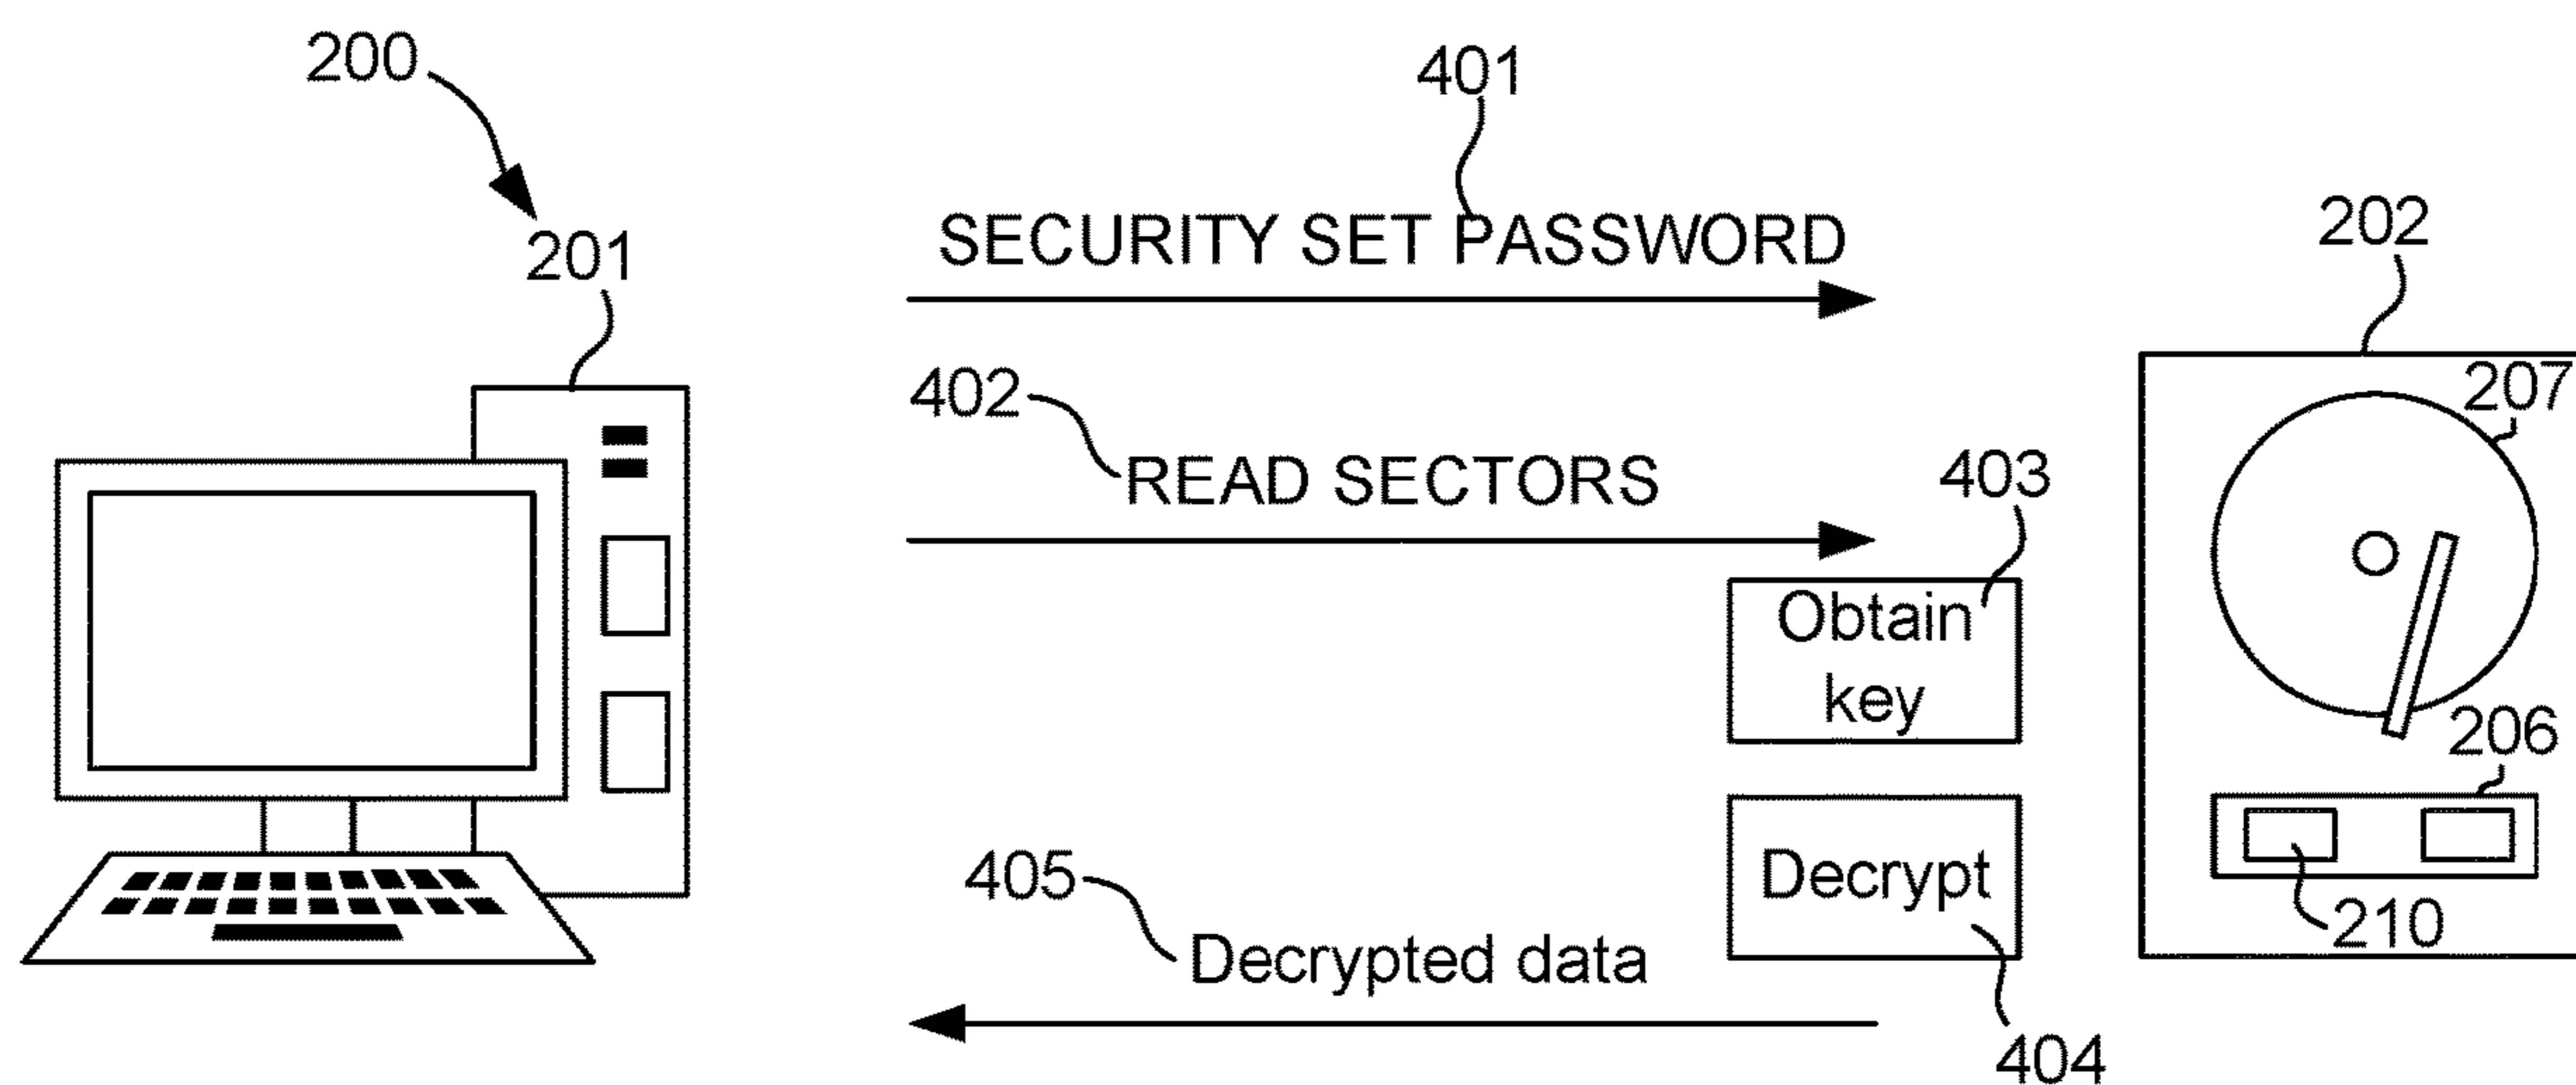 200
401
201
SECURITY SET PASSWORD
202
402
READ SECTORS
207
403
Obtain
key
206
405
Decrypt
210
Decrypted data
404